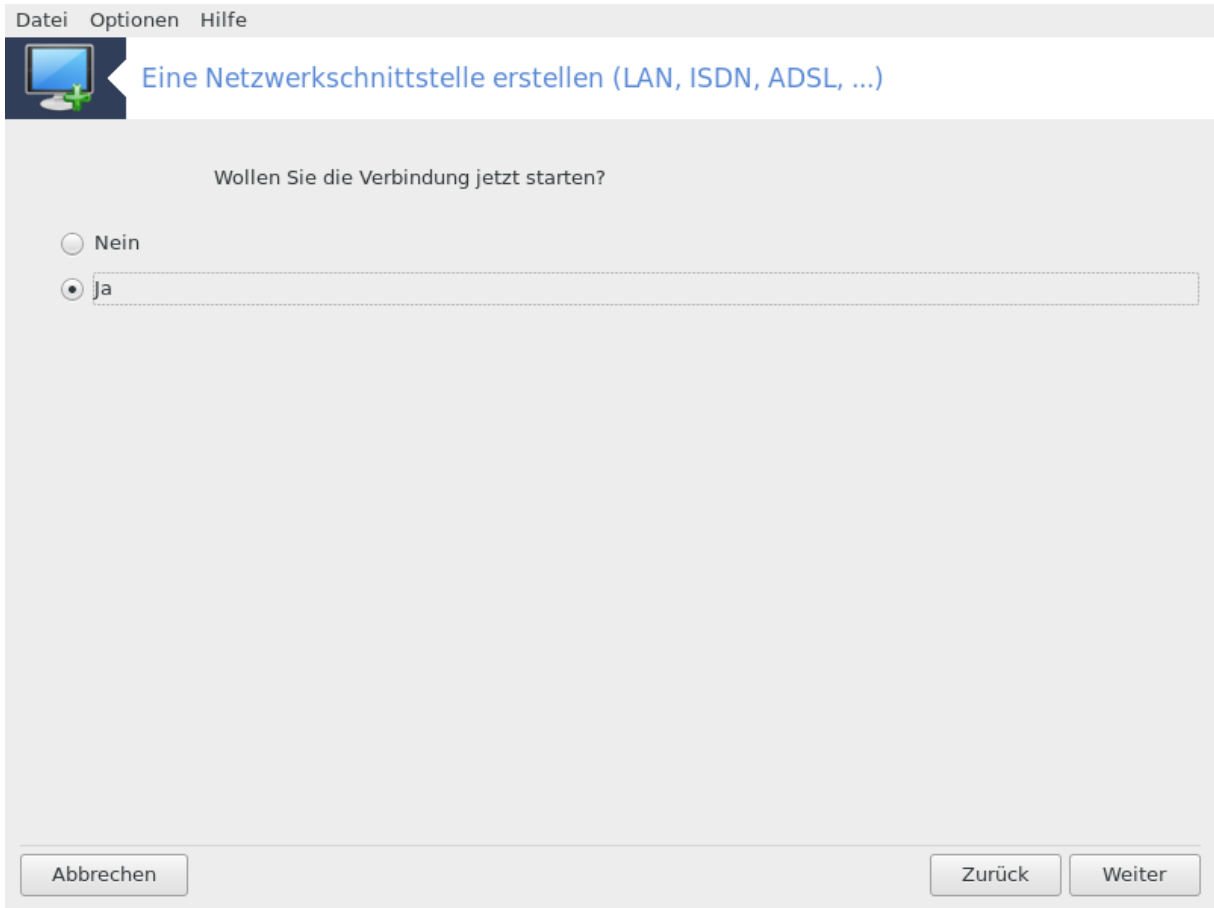 Datei Optionen Hilfe
Eine Netzwerkschnittstelle erstellen (LAN, ISDN, ADSL, ...)
Wollen Sie die Verbindung jetzt starten?
Nein
Ja
Abbrechen Zurück Weiter